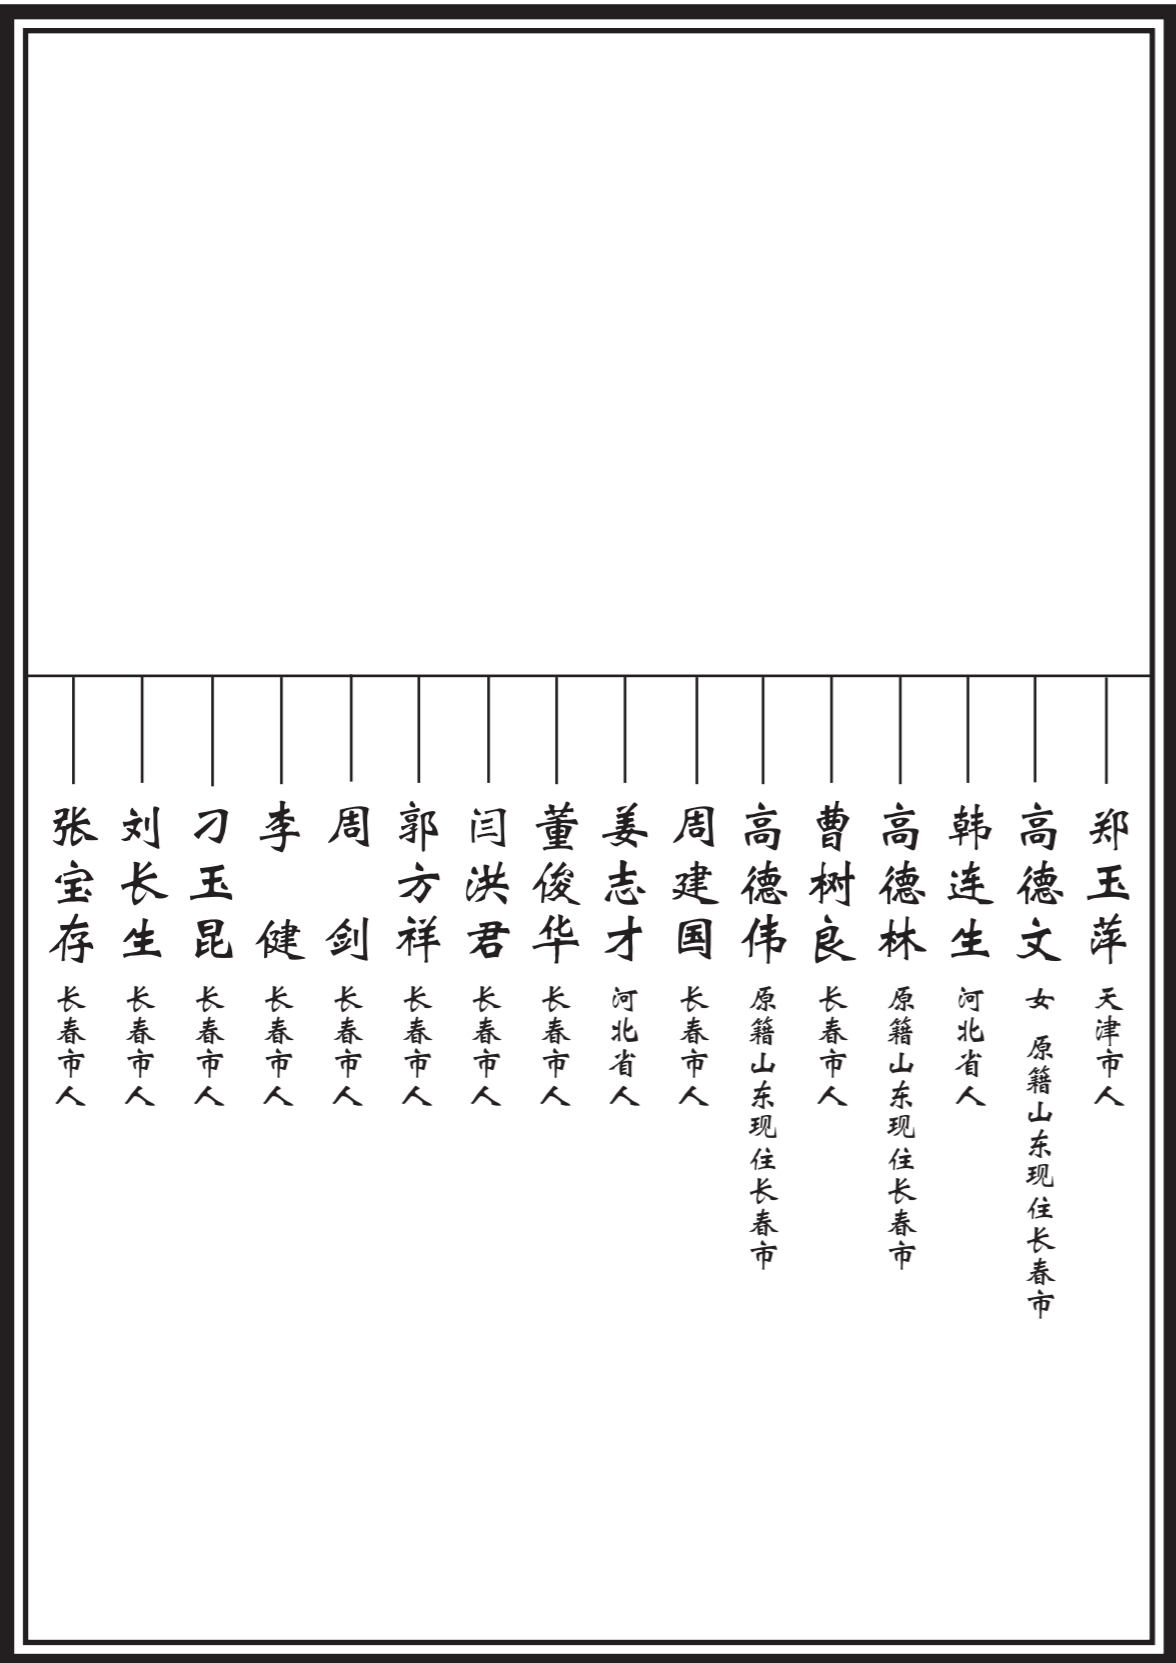 郑玉萍 天津市人
高德文 女 原籍山东现住长春市
韩连生 河北省人
高德林 原籍山东现住长春市
曹树良 长春市人
高德伟 原籍山东现住长春市
周建国 长春市人
姜志才 河北省人
董俊华 长春市人
闫洪君 长春市人
郭方祥 长春市人
周剑 长春市人
李健 长春市人
刁玉昆 长春市人
刘长生 长春市人
张宝存 长春市人